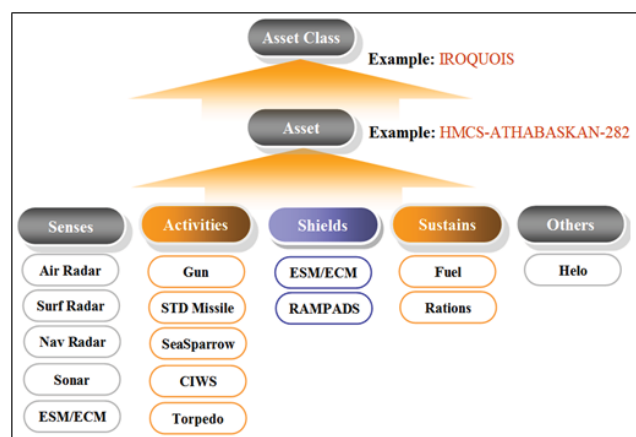 Asset Class
Example: IROQUOIS
Asset
Example: HMCS-ATHABASKAN-282
Senses Activities Shields Sustains Others
Air Radar Gun ESM/ECM Fuel Helo
Surf Radar STD Missile RAMPADS Rations
Nav Radar SeaSparrow
Sonar CIWS
ESM/ECM Torpedo